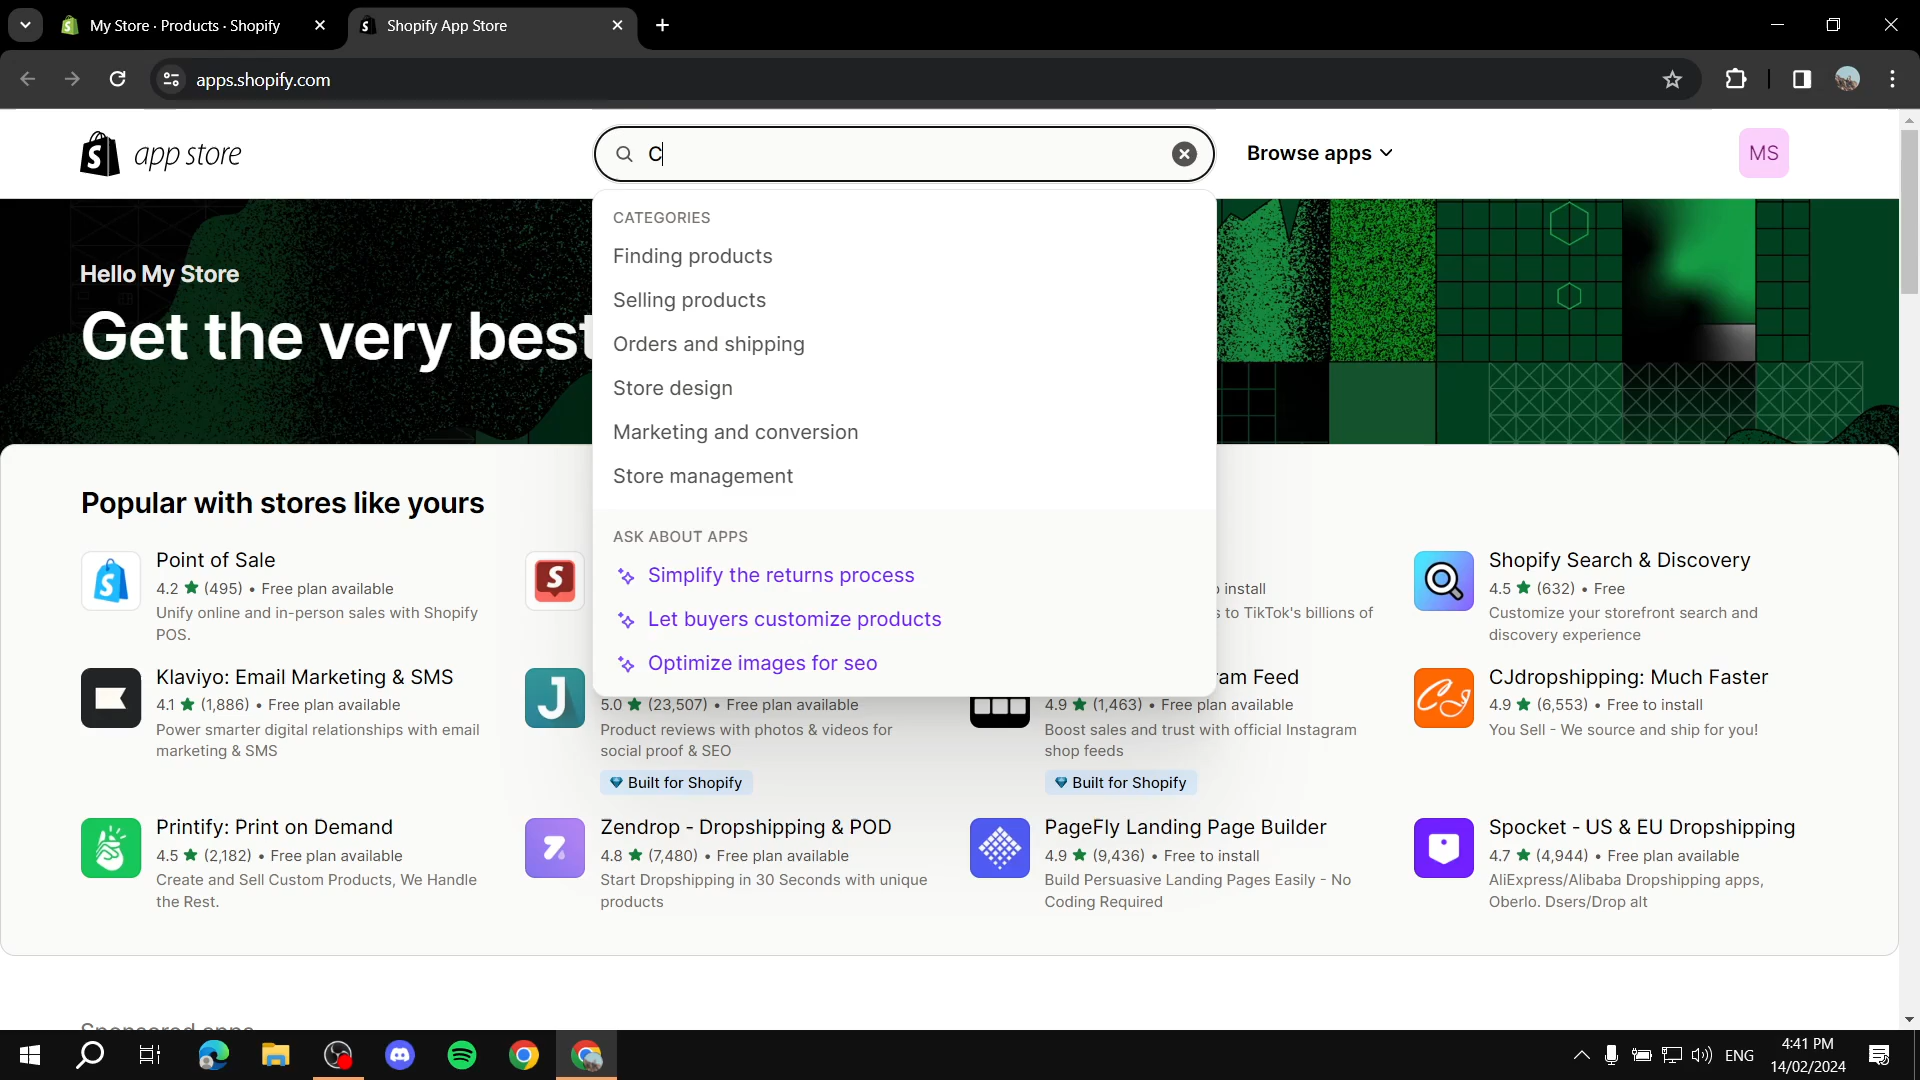 My Store · Products · Shopify
Shopify App Store
apps.shopify.com
app store
C
Browse apps
MS
Hello My Store
Get the very best
CATEGORIES
Finding products
Selling products
Orders and shipping
Store design
Marketing and conversion
Store management
ASK ABOUT APPS
Simplify the returns process
Let buyers customize products
Optimize images for seo
Popular with stores like yours
Point of Sale
4.2 ★ (495) • Free plan available
Unify online and in-person sales with Shopify
POS.
install
to TikTok's billions of
Shopify Search & Discovery
4.5 ★ (632) • Free
Customize your storefront search and
discovery experience
Klaviyo: Email Marketing & SMS
4.1 ★ (1,886) • Free plan available
Power smarter digital relationships with email
marketing & SMS
5.0 ★ (23,507) • Free plan available
Product reviews with photos & videos for
social proof & SEO
Built for Shopify
am Feed
4.9 ★ (1,463) • Free plan available
Boost sales and trust with official Instagram
shop feeds
Built for Shopify
CJdropshipping: Much Faster
4.9 ★ (6,553) • Free to install
You Sell - We source and ship for you!
Printify: Print on Demand
4.5 ★ (2,182) • Free plan available
Create and Sell Custom Products, We Handle
the Rest.
Zendrop - Dropshipping & POD
4.8 ★ (7,480) • Free plan available
Start Dropshipping in 30 Seconds with unique
products
PageFly Landing Page Builder
4.9 ★ (9,436) • Free to install
Build Persuasive Landing Pages Easily - No
Coding Required
Spocket - US & EU Dropshipping
4.7 ★ (4,944) • Free plan available
AliExpress/Alibaba Dropshipping apps,
Oberlo. Dsers/Drop alt
Sponsored apps
ENG
4:41 PM
14/02/2024